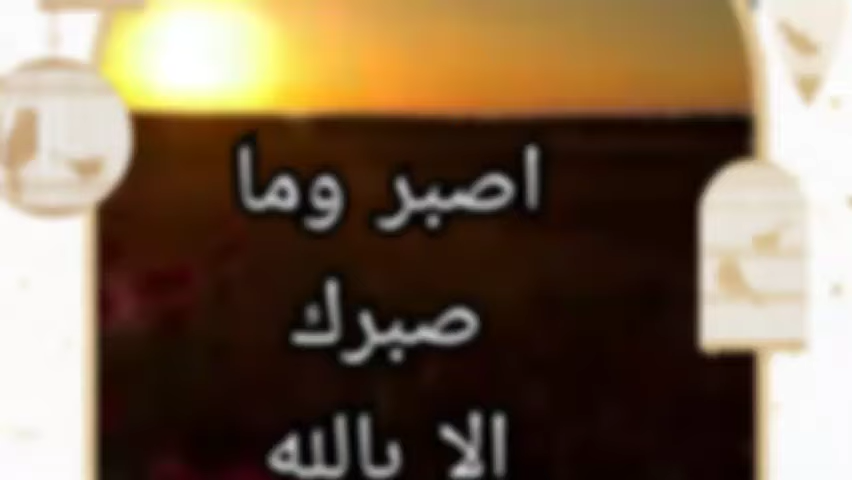 اصبر وما
صبرك
الا بالله